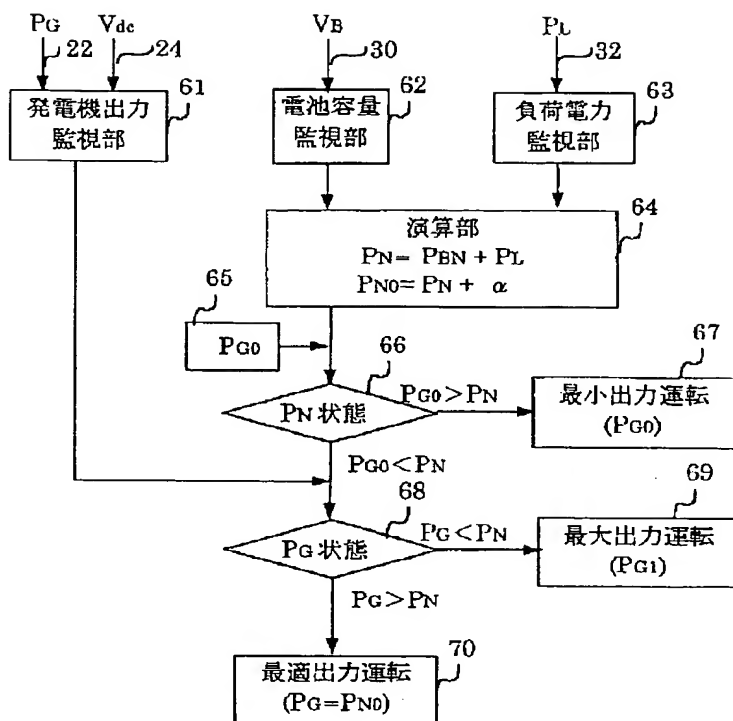 PG Vdc VB PL
22 24 30 32
61 62 63
発電機出力
監視部
電池容量
監視部
負荷電力
監視部
64
演算部
PN= PBN + PL
PN0= PN + α
65
PG0
66
PN 状態
PG0>PN
67
最小出力運転
(PG0)
PG0<PN
68
PG 状態
PG<PN
69
最大出力運転
(PG1)
PG>PN
70
最適出力運転
(PG=PN0)